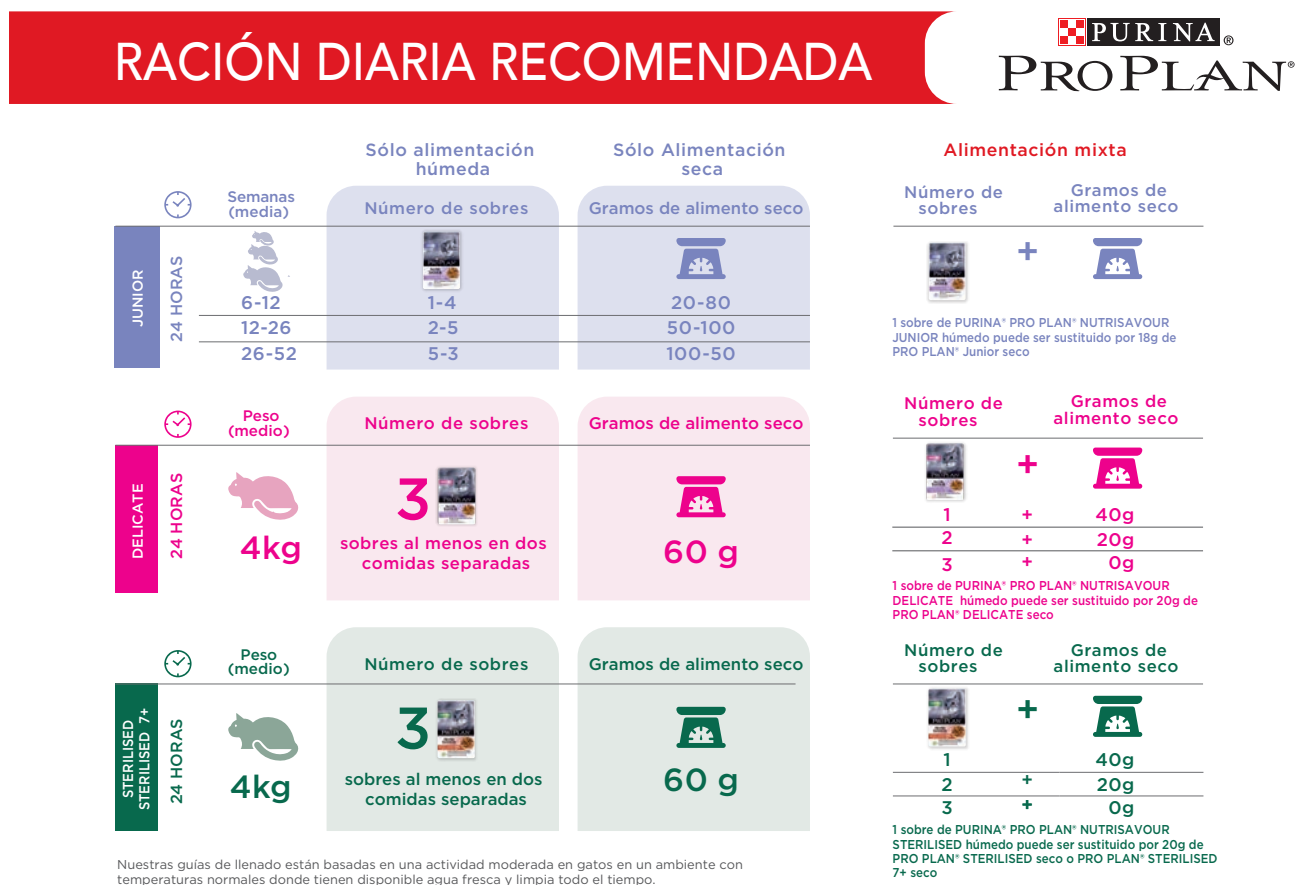 RACIÓN DIARIA RECOMENDADA
PURINA®
PRO PLAN®
Sólo alimentación
húmeda
Sólo Alimentación
seca
Alimentación mixta
Semanas
(media)
Número de sobres
Gramos de alimento seco
Número de
sobres
Gramos de
alimento seco
JUNIOR
24 HORAS
PRO PLAN
+
6-12 1-4 20-80
12-26 2-5 50-100
26-52 5-3 100-50
1 sobre de PURINA® PRO PLAN® NUTRISAVOUR
JUNIOR húmedo puede ser sustituido por 18g de
PRO PLAN® Junior seco
Peso
(medio)
Número de sobres
Gramos de alimento seco
Número de
sobres
Gramos de
alimento seco
DELICATE
24 HORAS
4kg
3
PRO PLAN
sobres al menos en dos
comidas separadas
60 g
+
1 + 40g
2 + 20g
3 + 0g
1 sobre de PURINA® PRO PLAN® NUTRISAVOUR
DELICATE húmedo puede ser sustituido por 20g de
PRO PLAN® DELICATE seco
Peso
(medio)
Número de sobres
Gramos de alimento seco
Número de
sobres
Gramos de
alimento seco
STERILISED
STERILISED 7+
24 HORAS
4kg
3
PRO PLAN
sobres al menos en dos
comidas separadas
60 g
+
1 40g
2 + 20g
3 + 0g
1 sobre de PURINA® PRO PLAN® NUTRISAVOUR
STERILISED húmedo puede ser sustituido por 20g de
PRO PLAN® STERILISED seco o PRO PLAN® STERILISED
7+ seco
Nuestras guías de llenado están basadas en una actividad moderada en gatos en un ambiente con
temperaturas normales donde tienen disponible agua fresca y limpia todo el tiempo.